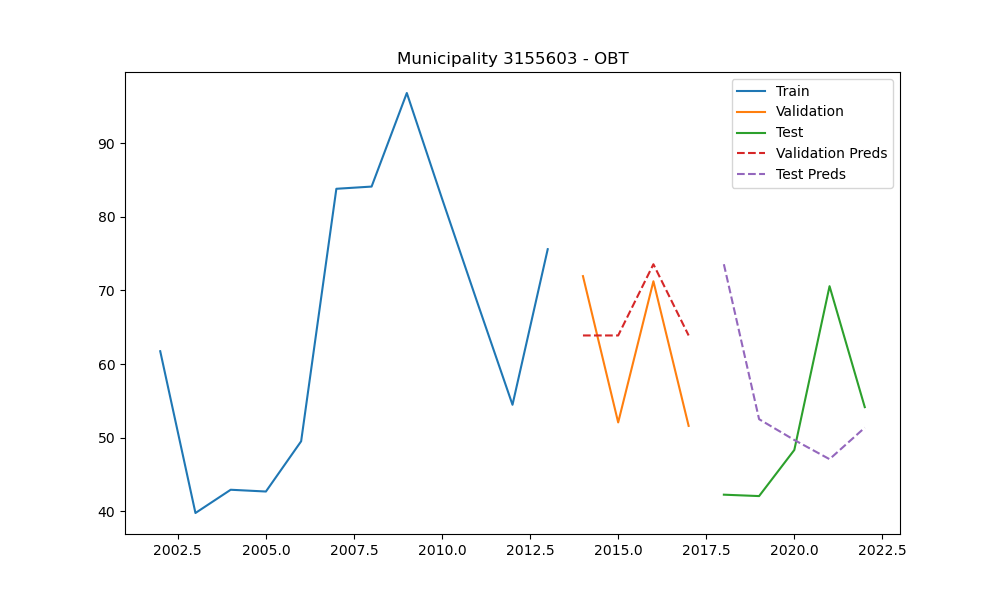 Municipality 3155603 - OBT
Train
Validation
Test
Validation Preds
Test Preds
90
80
70
60
50
40
2002.5 2005.0 2007.5 2010.0 2012.5 2015.0 2017.5 2020.0 2022.5